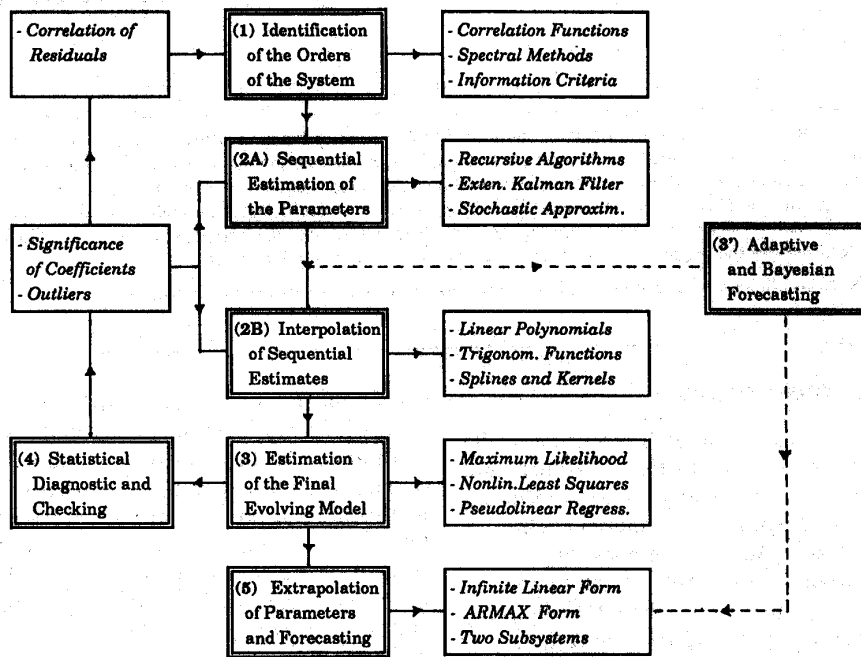 - Correlation of
Residuals
(1) Identification
of the Orders
of the System
- Correlation Functions
- Spectral Methods
- Information Criteria
(2A) Sequential
Estimation of
the Parameters
- Recursive Algorithms
- Exten. Kalman Filter
- Stochastic Approxim.
- Significance
of Coefficients
- Outliers
(3') Adaptive
and Bayesian
Forecasting
(2B) Interpolation
of Sequential
Estimates
- Linear Polynomials
- Trigonom. Functions
- Splines and Kernels
(4) Statistical
Diagnostic and
Checking
(3) Estimation
of the Final
Evolving Model
- Maximum Likelihood
- Nonlin.Least Squares
- Pseudolinear Regress.
(5) Extrapolation
of Parameters
and Forecasting
- Infinite Linear Form
- ARMAX Form
- Two Subsystems